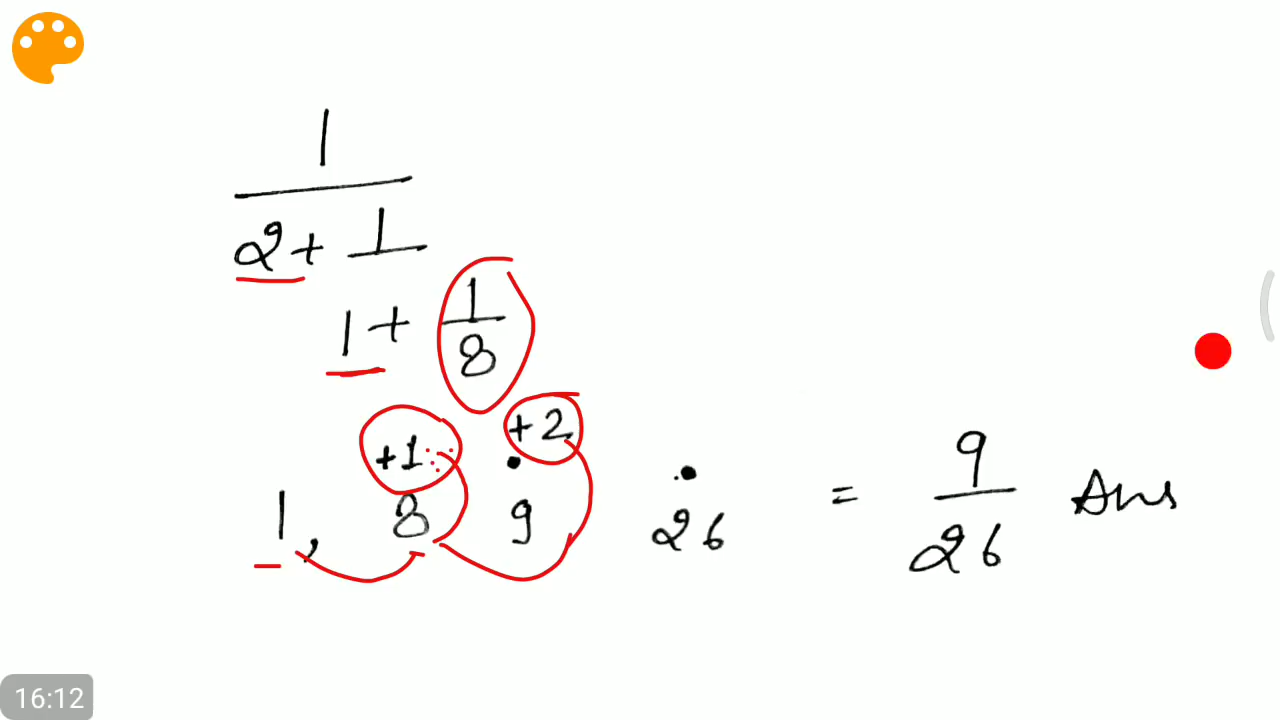 1
2 + 1
1 + 1
8
+1 +2
1, 8 9 26 = 9/26 Ans
16:12